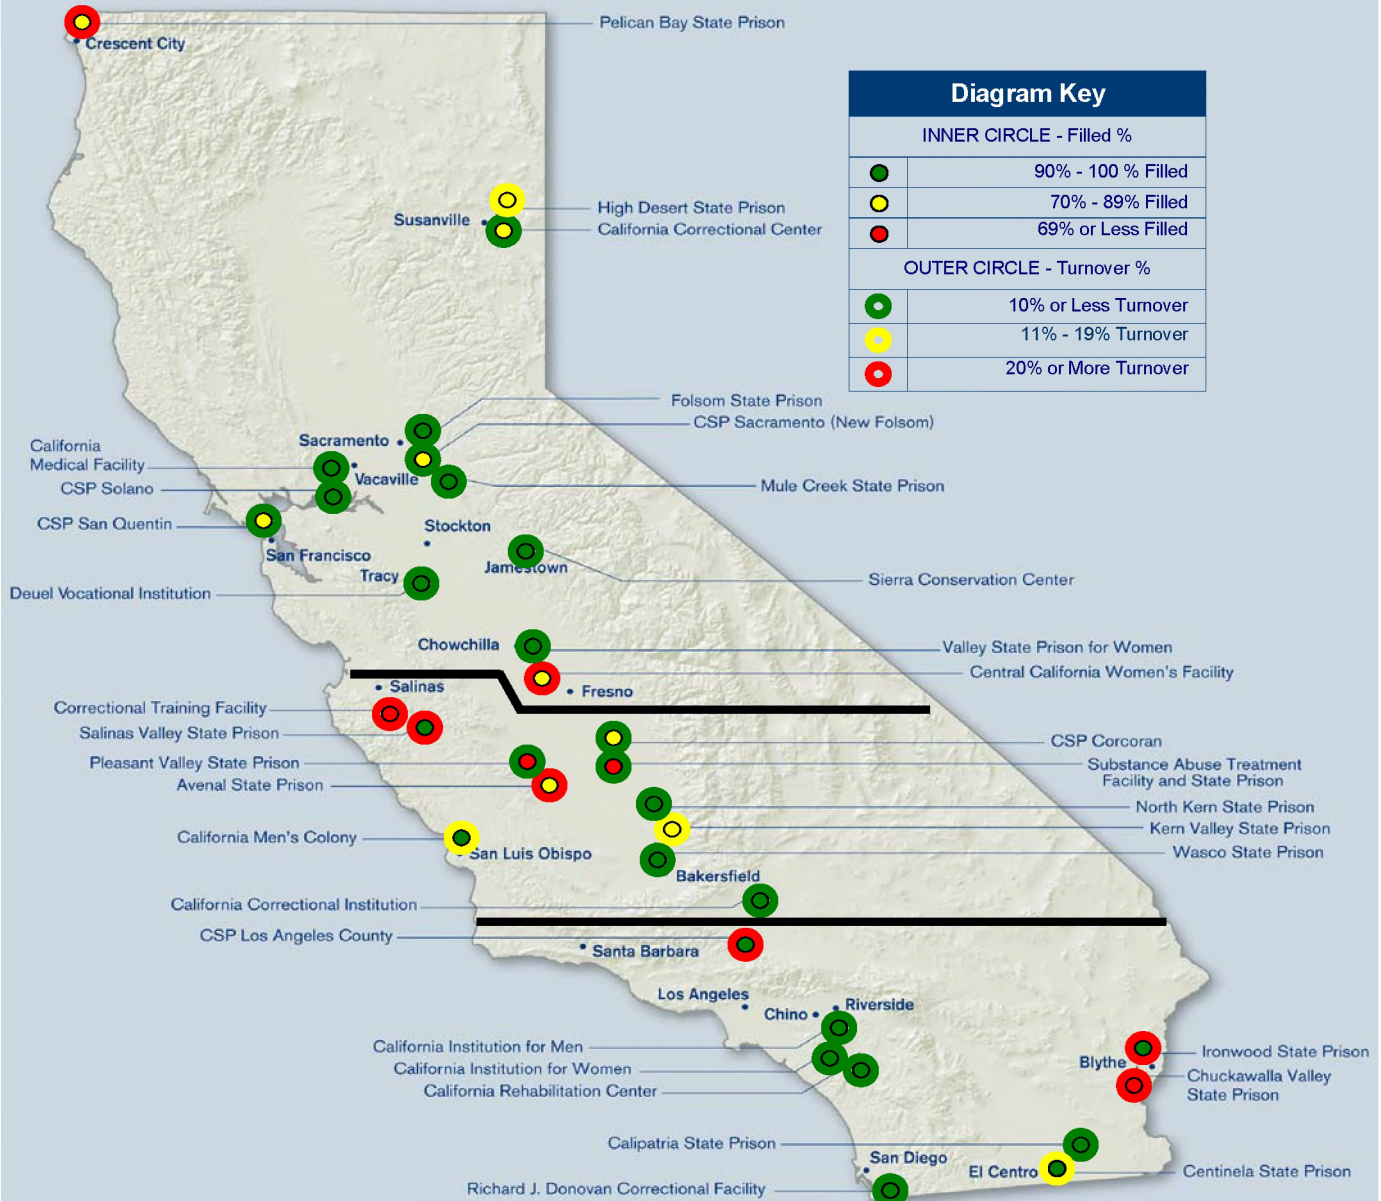 Pelican Bay State Prison
Crescent City
Diagram Key
INNER CIRCLE - Filled %
90% - 100 % Filled
70% - 89% Filled
69% or Less Filled
OUTER CIRCLE - Turnover %
10% or Less Turnover
11% - 19% Turnover
20% or More Turnover
High Desert State Prison
Susanville
California Correctional Center
Folsom State Prison
CSP Sacramento (New Folsom)
Sacramento
California
Medical Facility
Vacaville
CSP Solano
Mule Creek State Prison
CSP San Quentin
Stockton
San Francisco
Jamestown
Tracy
Sierra Conservation Center
Deuel Vocational Institution
Chowchilla
Valley State Prison for Women
Central California Women's Facility
Salinas
Fresno
Correctional Training Facility
Salinas Valley State Prison
CSP Corcoran
Pleasant Valley State Prison
Substance Abuse Treatment
Facility and State Prison
Avenal State Prison
North Kern State Prison
Kern Valley State Prison
California Men's Colony
San Luis Obispo
Wasco State Prison
Bakersfield
California Correctional Institution
CSP Los Angeles County
Santa Barbara
Los Angeles
Chino
Riverside
California Institution for Men
California Institution for Women
California Rehabilitation Center
Ironwood State Prison
Blythe
Chuckawalla Valley
State Prison
Calipatria State Prison
San Diego
El Centro
Centinela State Prison
Richard J. Donovan Correctional Facility